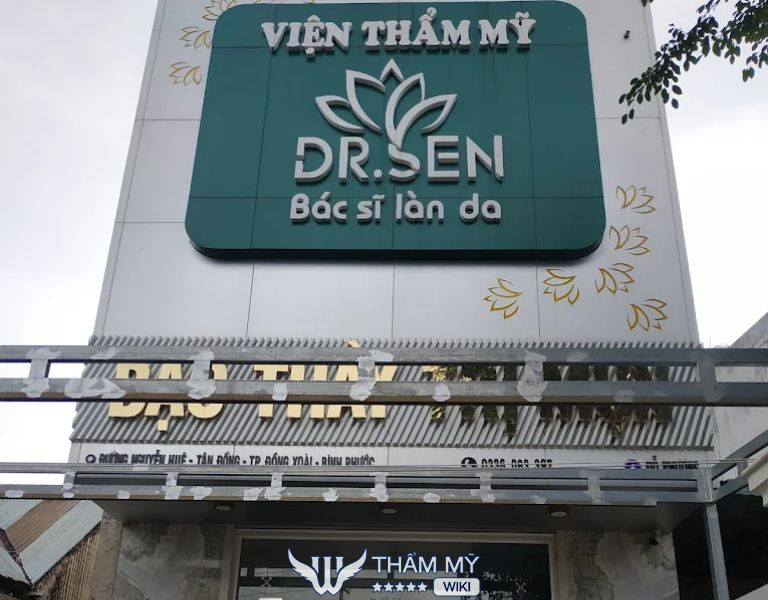 VIỆN THẨM MỸ
DR.SEN
Bác sĩ làn da
ĐẠO THÀY
ĐƯỜNG NGUYỄN HUỆ - TÂN ĐỒNG - TP. ĐỒNG XOÀI - BÌNH PHƯỚC
THẨM MỸ
WIKI